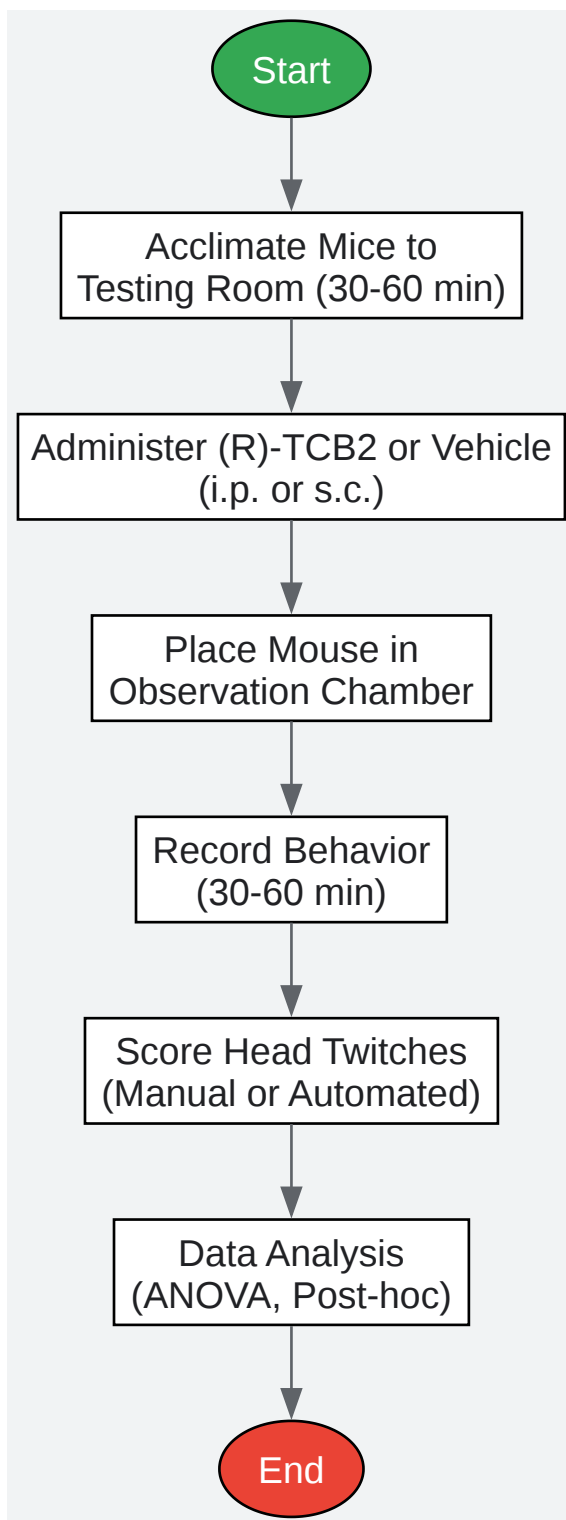 Start
Acclimate Mice to
Testing Room (30-60 min)
Administer (R)-TCB2 or Vehicle
(i.p. or s.c.)
Place Mouse in
Observation Chamber
Record Behavior
(30-60 min)
Score Head Twitches
(Manual or Automated)
Data Analysis
(ANOVA, Post-hoc)
End